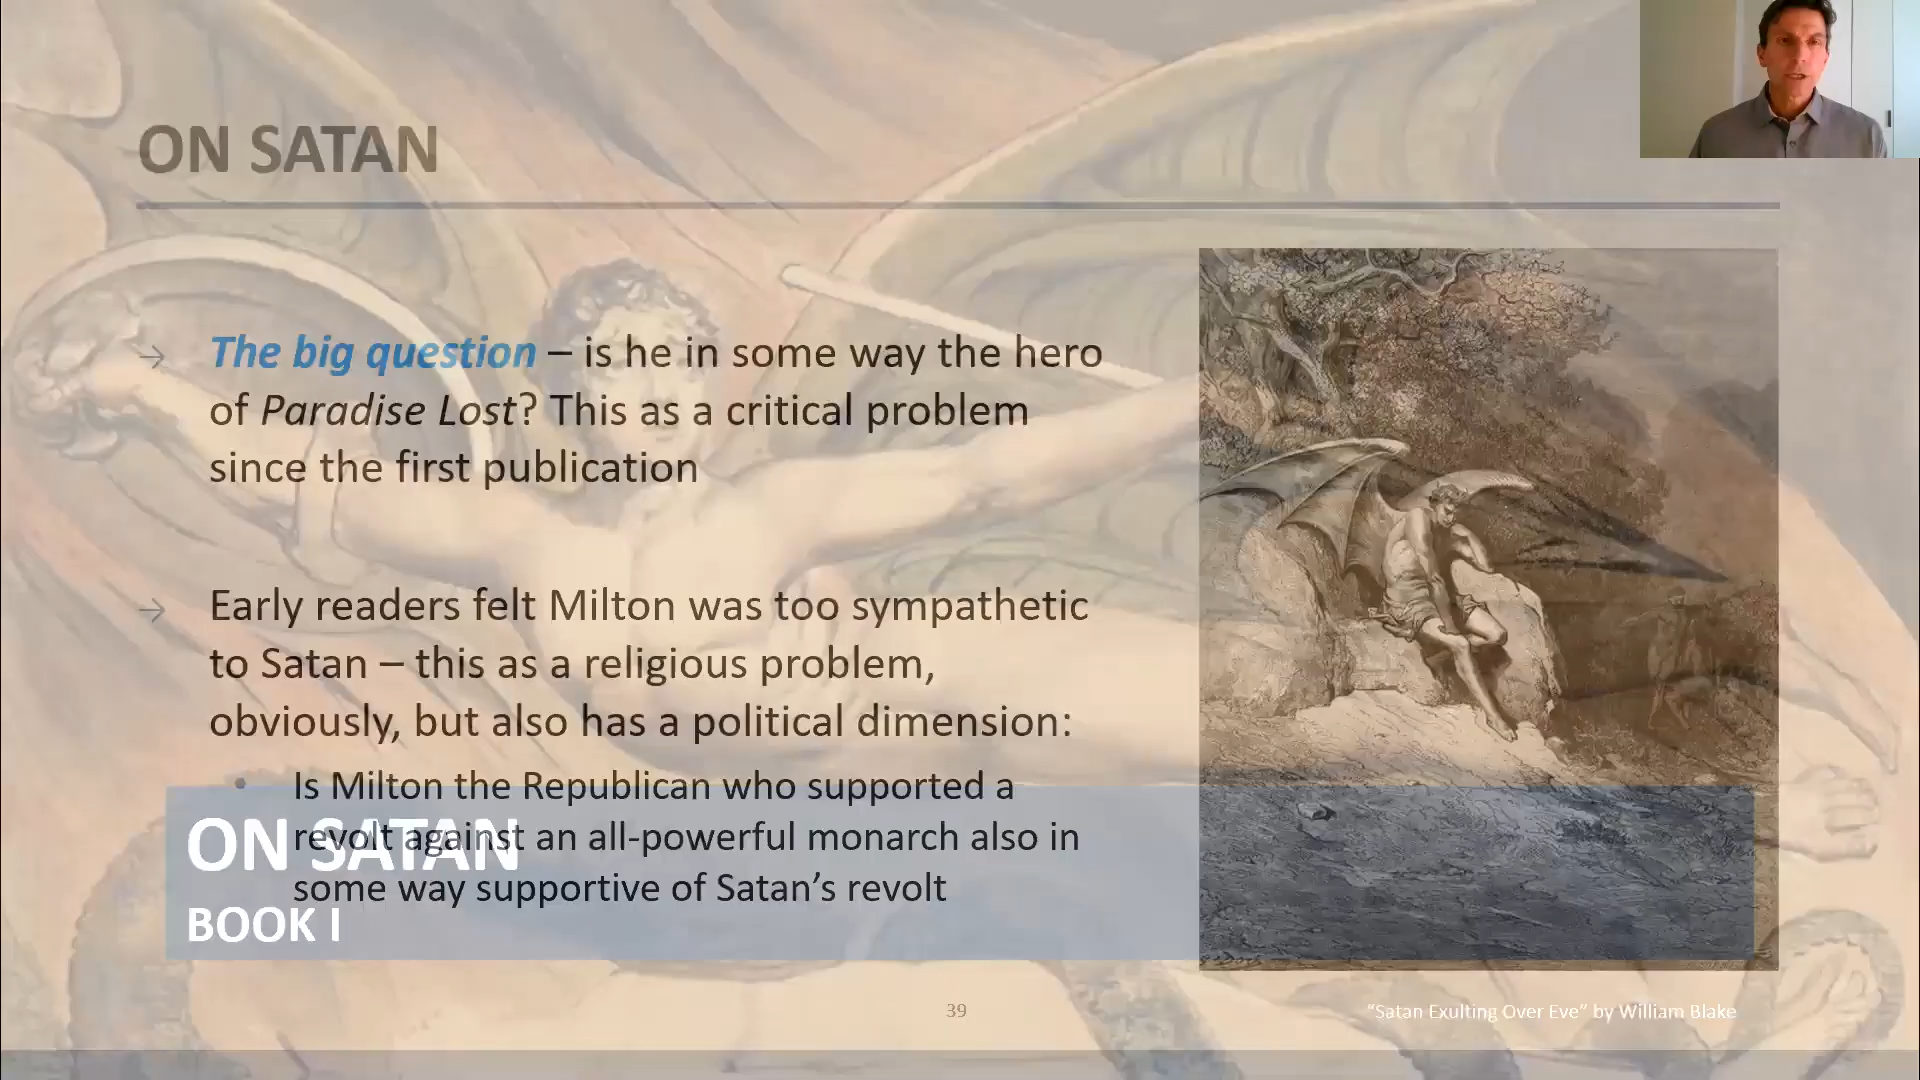 ON SATAN
The big question – is he in some way the hero
of Paradise Lost? This as a critical problem
since the first publication
Early readers felt Milton was too sympathetic
to Satan – this as a religious problem,
obviously, but also has a political dimension:
• Is Milton the Republican who supported a
revolt against an all-powerful monarch also in
some way supportive of Satan’s revolt
ON SATAN
BOOK I
39
“Satan Exulting Over Eve” by William Blake